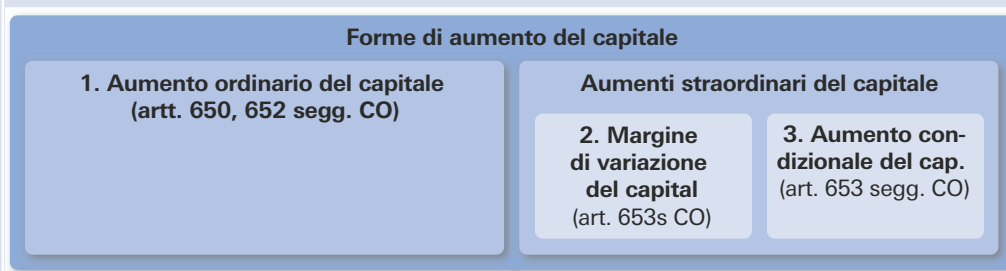 Forme di aumento del capitale
1. Aumento ordinario del capitale
(artt. 650, 652 segg. CO)
Aumenti straordinari del capitale
2. Margine
di variazione
del capital
(art. 653s CO)
3. Aumento con-
dizionale del cap.
(art. 653 segg. CO)